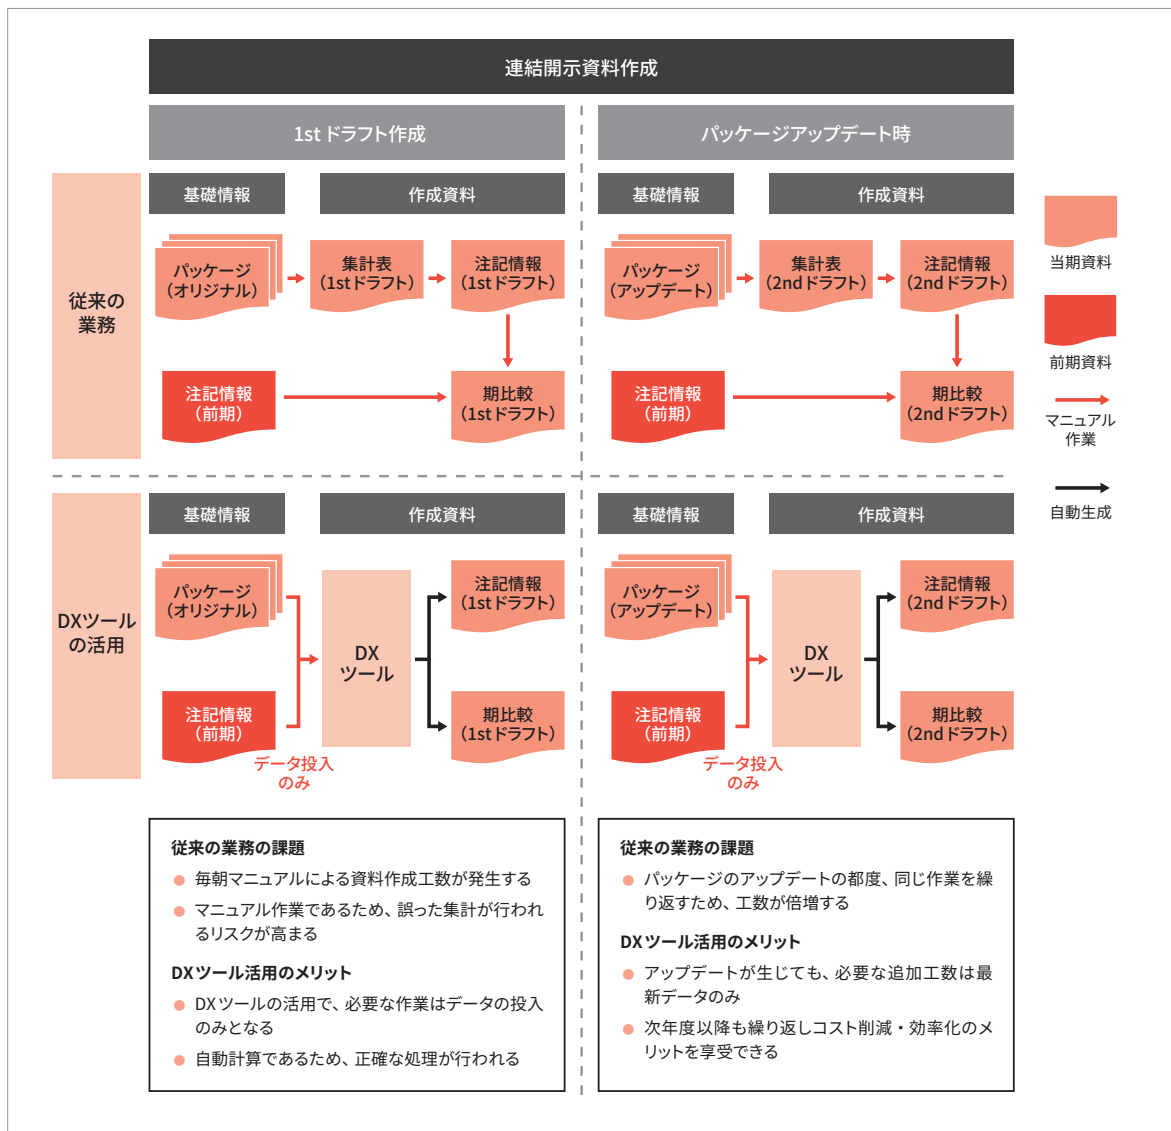 連結開示資料作成
1st ドラフト作成
パッケージアップデート時
従来の
業務
基礎情報
作成資料
パッケージ
（オリジナル）
集計表
（1stドラフト）
注記情報
（1stドラフト）
注記情報
（前期）
期比較
（1stドラフト）
基礎情報
作成資料
パッケージ
（アップデート）
集計表
（2ndドラフト）
注記情報
（2ndドラフト）
注記情報
（前期）
期比較
（2ndドラフト）
当期資料
前期資料
マニュアル
作業
自動生成
DXツール
の活用
基礎情報
作成資料
パッケージ
（オリジナル）
注記情報
（前期）
データ投入
のみ
DX
ツール
注記情報
（1stドラフト）
期比較
（1stドラフト）
基礎情報
作成資料
パッケージ
（アップデート）
注記情報
（前期）
データ投入
のみ
DX
ツール
注記情報
（2ndドラフト）
期比較
（2ndドラフト）
従来の業務の課題
● 毎朝マニュアルによる資料作成工数が発生する
● マニュアル作業であるため、誤った集計が行われ
るリスクが高まる
DXツール活用のメリット
● DXツールの活用で、必要な作業はデータの投入
のみとなる
● 自動計算であるため、正確な処理が行われる
従来の業務の課題
● パッケージのアップデートの都度、同じ作業を繰
り返すため、工数が倍増する
DXツール活用のメリット
● アップデートが生じても、必要な追加工数は最
新データのみ
● 次年度以降も繰り返しコスト削減・効率化のメ
リットを享受できる